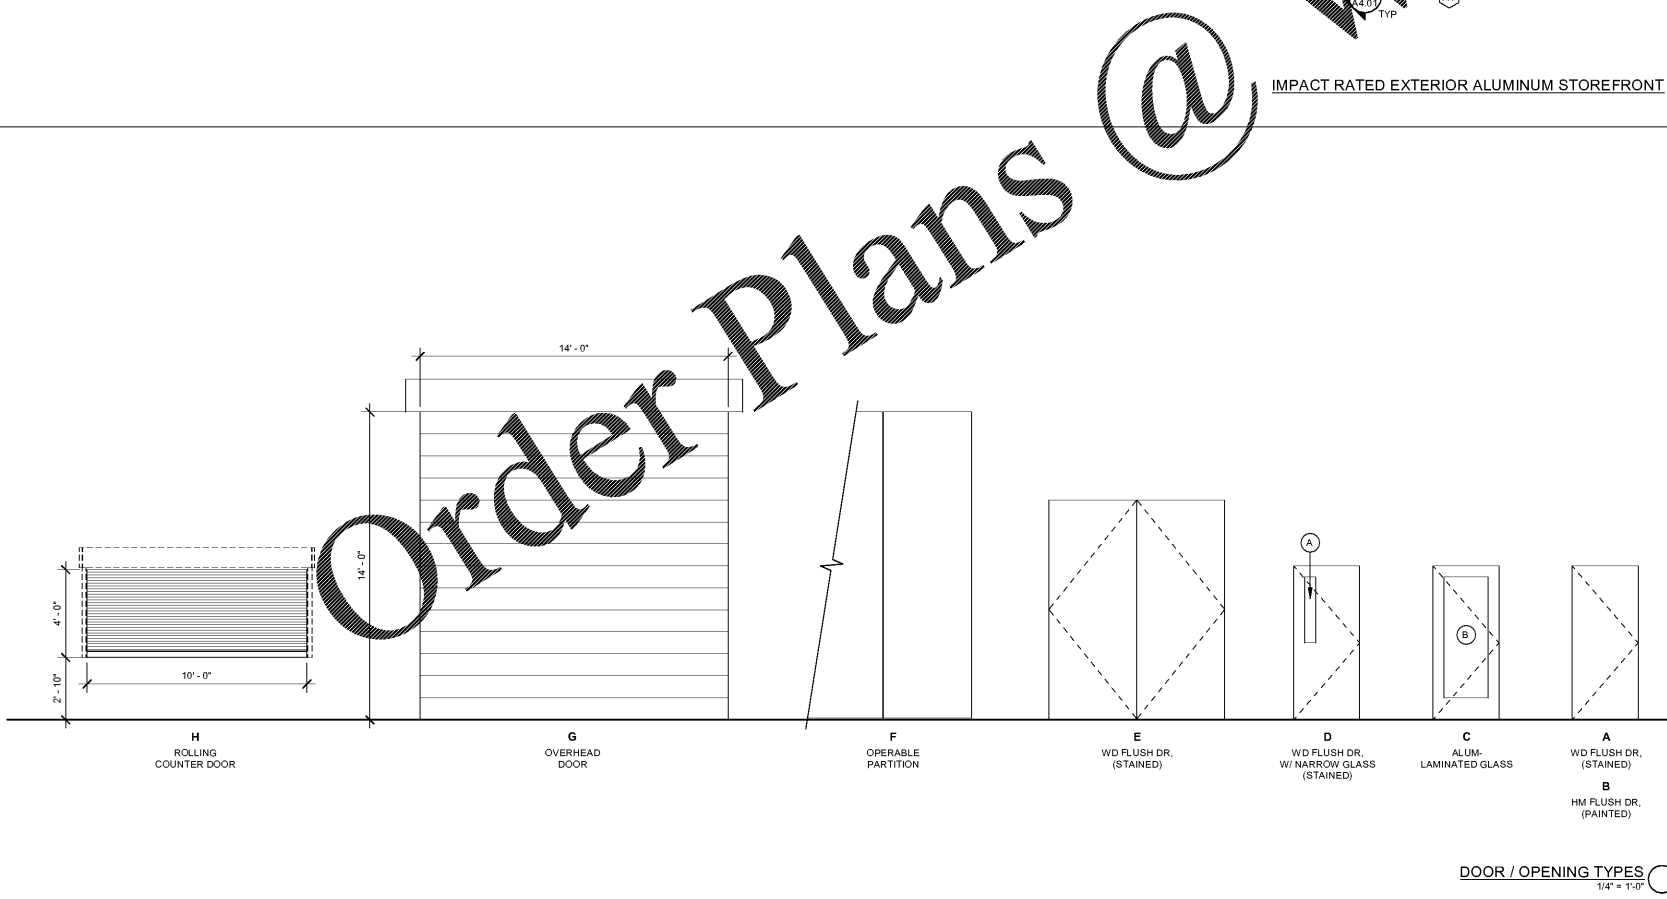 A4.01
TYP
IMPACT RATED EXTERIOR ALUMINUM STOREFRONT
Order Plans @
14' - 0"
14' - 0"
4' - 0"
10' - 0"
2' - 10"
A
B
H
ROLLING
COUNTER DOOR
G
OVERHEAD
DOOR
F
OPERABLE
PARTITION
E
WD FLUSH DR,
(STAINED)
D
WD FLUSH DR,
W/ NARROW GLASS
(STAINED)
C
ALUM-
LAMINATED GLASS
A
WD FLUSH DR,
(STAINED)
B
HM FLUSH DR,
(PAINTED)
DOOR / OPENING TYPES
1/4" = 1'-0"